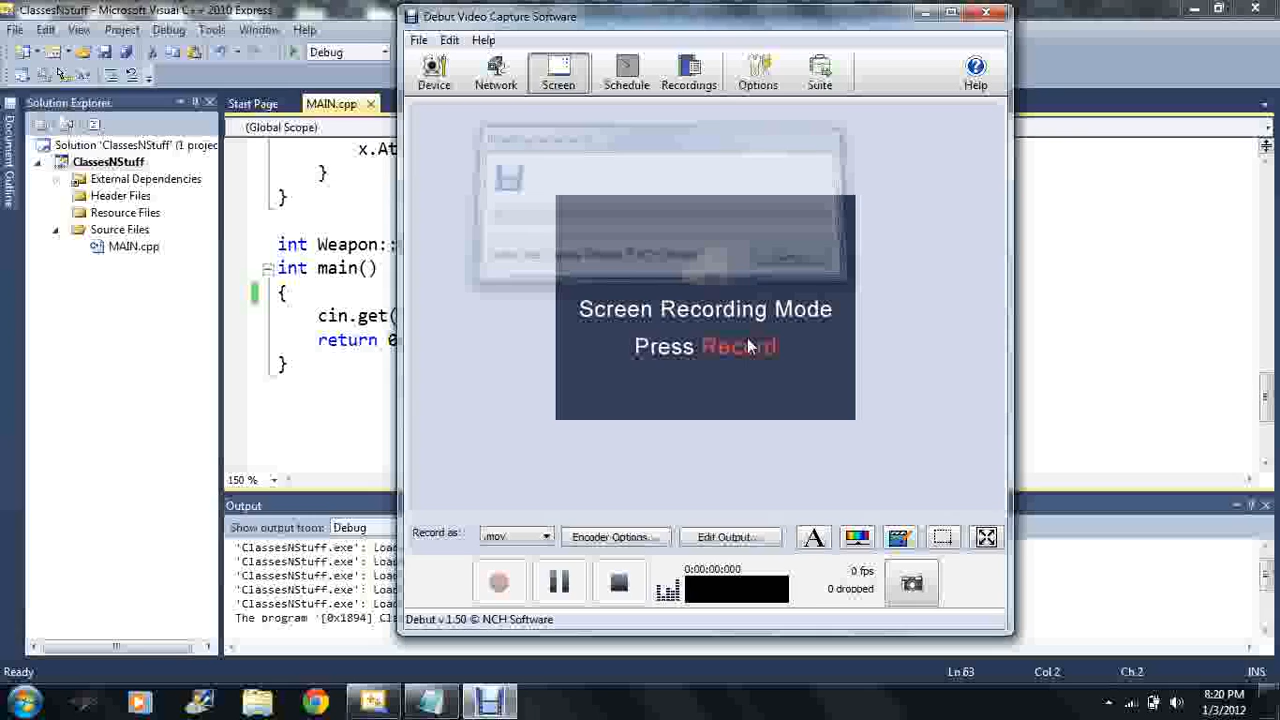 ClassesNStuff - Microsoft Visual C++ 2010 Express
File Edit View Project Debug Tools Window Help
Debug
Solution Explorer
Solution 'ClassesNStuff' (1 projec
ClassesNStuff
External Dependencies
Header Files
Resource Files
Source Files
MAIN.cpp
Document Outline
Start Page MAIN.cpp
(Global Scope)
x.At
}
}
int Weapon::
int main()
{
cin.get(
return 0
}
150 %
Output
Show output from: Debug
'ClassesNStuff.exe': Loa
'ClassesNStuff.exe': Loa
'ClassesNStuff.exe': Loa
'ClassesNStuff.exe': Loa
'ClassesNStuff.exe': Loa
The program '[0x1894] Cl
Debut Video Capture Software
File Edit Help
Device Network Screen Schedule Recordings Options Suite Help
Screen Recording Mode
Press Record
Record as: .mov Encoder Options... Edit Output... A
0:00:00:000
0 fps
0 dropped
Debut v 1.50 © NCH Software
Ready Ln 63 Col 2 Ch 2 INS
8:20 PM
1/3/2012